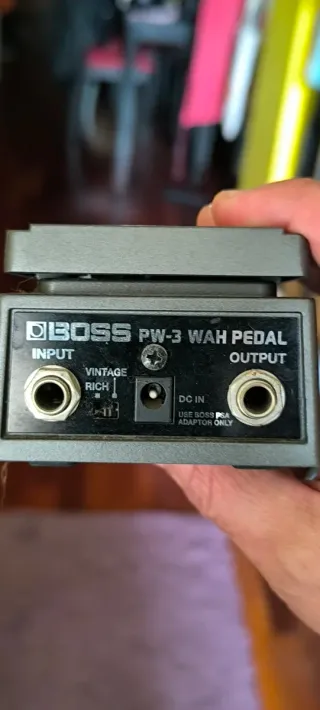 BOSS PW-3 WAH PEDAL
INPUT
OUTPUT
VINTAGE
RICH
DC IN
USE BOSS PSA
ADAPTOR ONLY